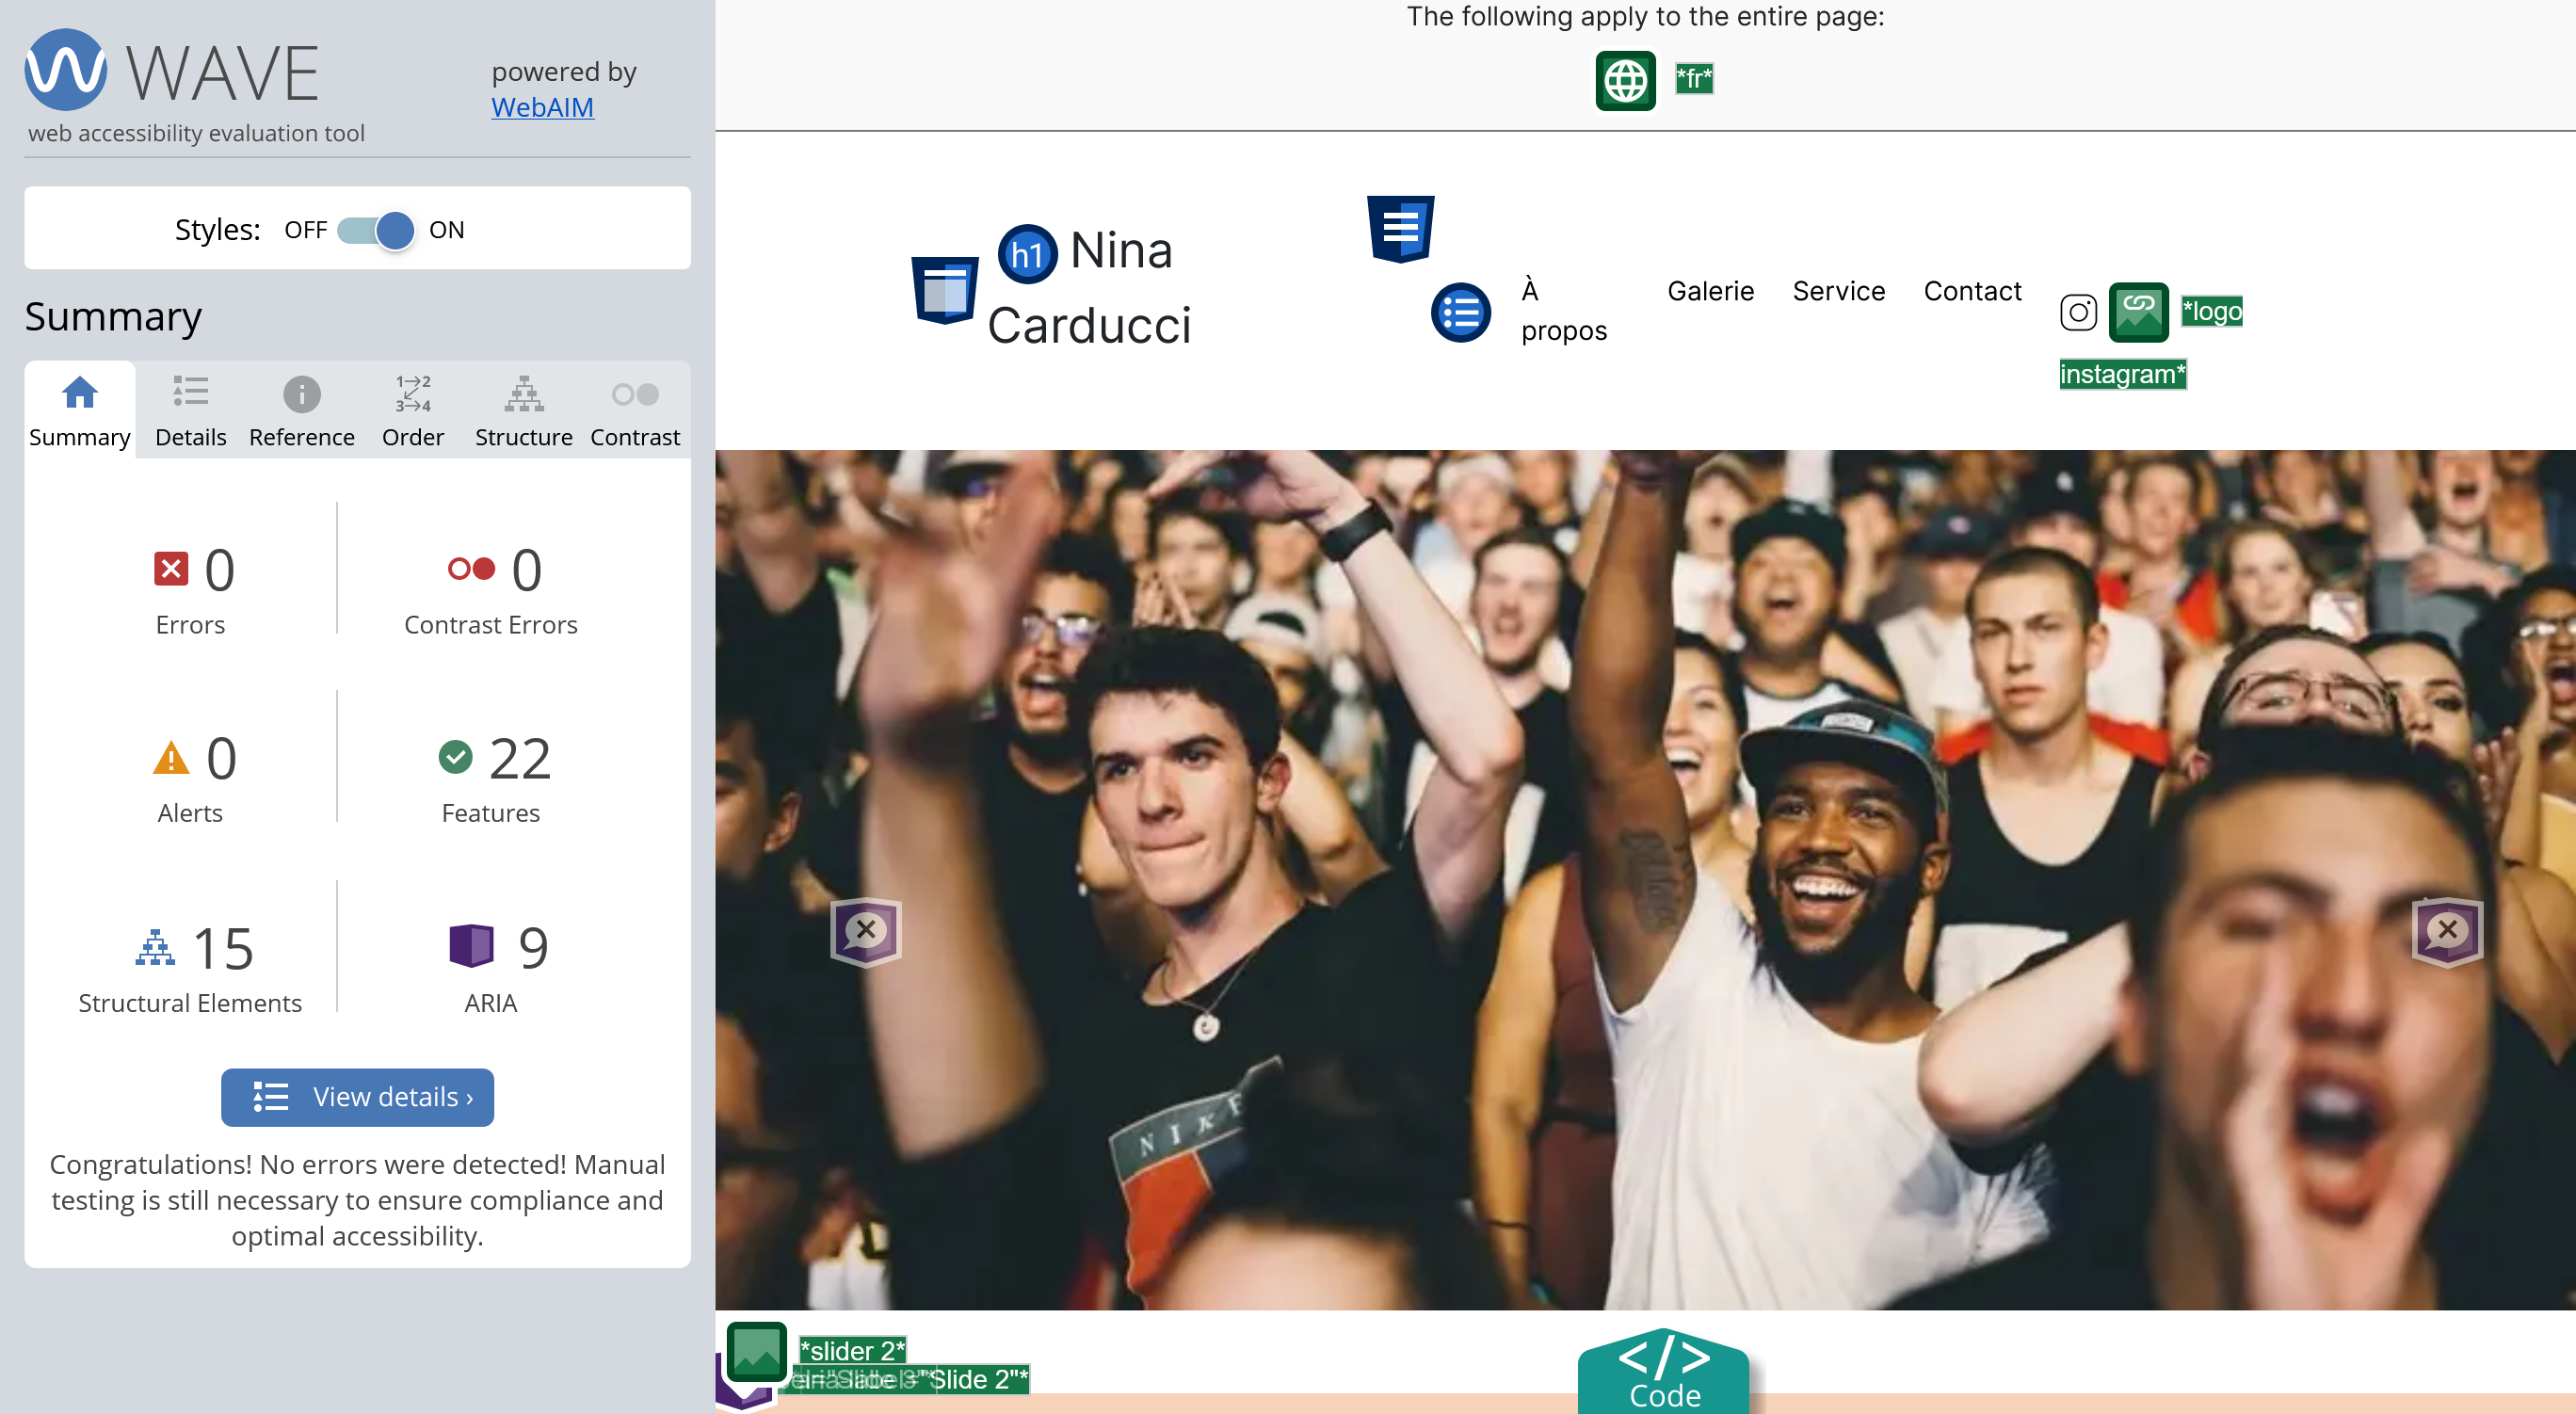 WAVE
powered by
WebAIM
web accessibility evaluation tool
Styles: OFF ON
Summary
Summary Details Reference Order Structure Contrast
0
Errors
0
Contrast Errors
0
Alerts
22
Features
15
Structural Elements
9
ARIA
View details ›
Congratulations! No errors were detected! Manual
testing is still necessary to ensure compliance and
optimal accessibility.
The following apply to the entire page:
*fr*
h1 Nina
Carducci
À
propos
Galerie
Service
Contact
*logo
instagram*
NIKE
*slider 2*
"Slide 2"*
</> Code